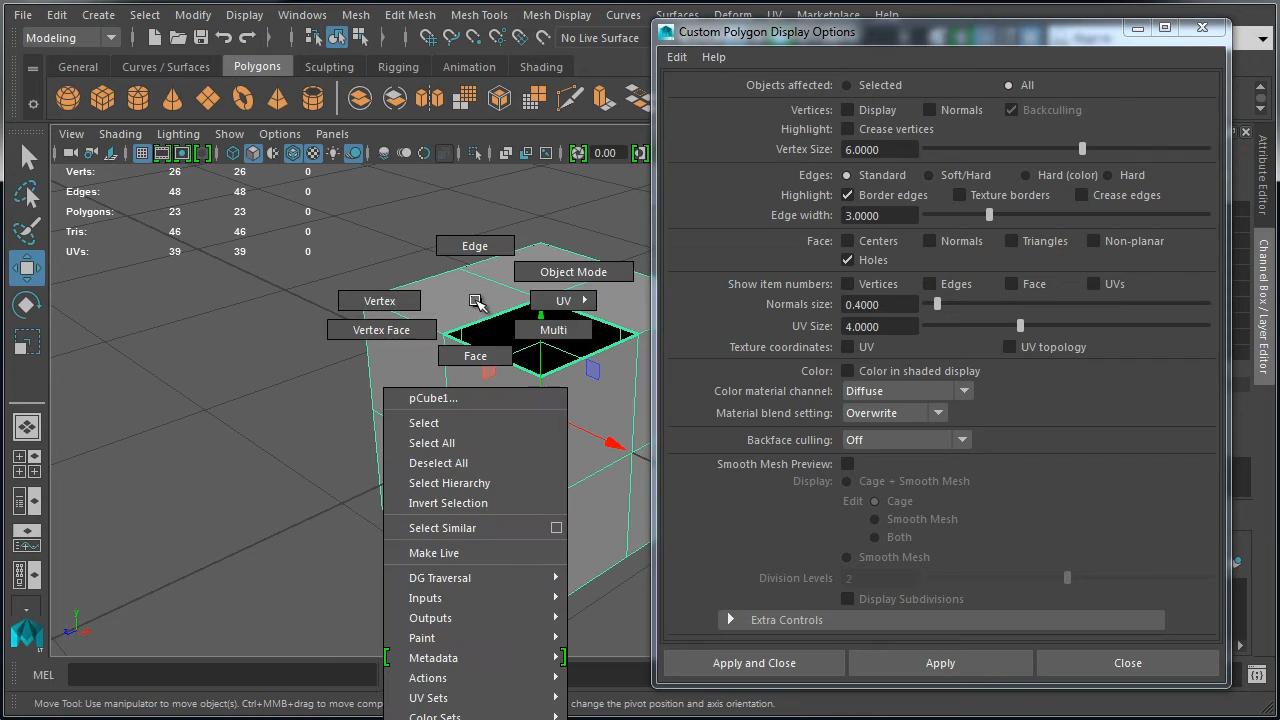 File Edit Create Select Modify Display Windows Mesh Edit Mesh Mesh Tools Mesh Display Curves Surfaces Deform UV Marketplace Help
Modeling No Live Surface
General Curves / Surfaces Polygons Sculpting Rigging Animation Shading
View Shading Lighting Show Options Panels
0.00
Verts: 26 26 0
Edges: 48 48 0
Polygons: 23 23 0
Tris: 46 46 0
UVs: 39 39 0
Edge
Object Mode
Vertex
UV
Vertex Face
Multi
Face
pCube1...
Select
Select All
Deselect All
Select Hierarchy
Invert Selection
Select Similar
Make Live
DG Traversal
Inputs
Outputs
Paint
Metadata
Actions
UV Sets
Color Sets
y
z
LT
MEL
Move Tool: Use manipulator to move object(s). Ctrl+MMB+drag to move comp
change the pivot position and axis orientation.
Custom Polygon Display Options
Edit Help
Objects affected: Selected All
Vertices: Display Normals Backculling
Highlight: Crease vertices
Vertex Size: 6.0000
Edges: Standard Soft/Hard Hard (color) Hard
Highlight: Border edges Texture borders Crease edges
Edge width: 3.0000
Face: Centers Normals Triangles Non-planar
Holes
Show item numbers: Vertices Edges Face UVs
Normals size: 0.4000
UV Size: 4.0000
Texture coordinates: UV UV topology
Color: Color in shaded display
Color material channel: Diffuse
Material blend setting: Overwrite
Backface culling: Off
Smooth Mesh Preview:
Display: Cage + Smooth Mesh
Edit Cage
Smooth Mesh
Both
Smooth Mesh
Division Levels 2
Display Subdivisions
Extra Controls
Apply and Close Apply Close
Attribute Editor
Channel Box / Layer Editor